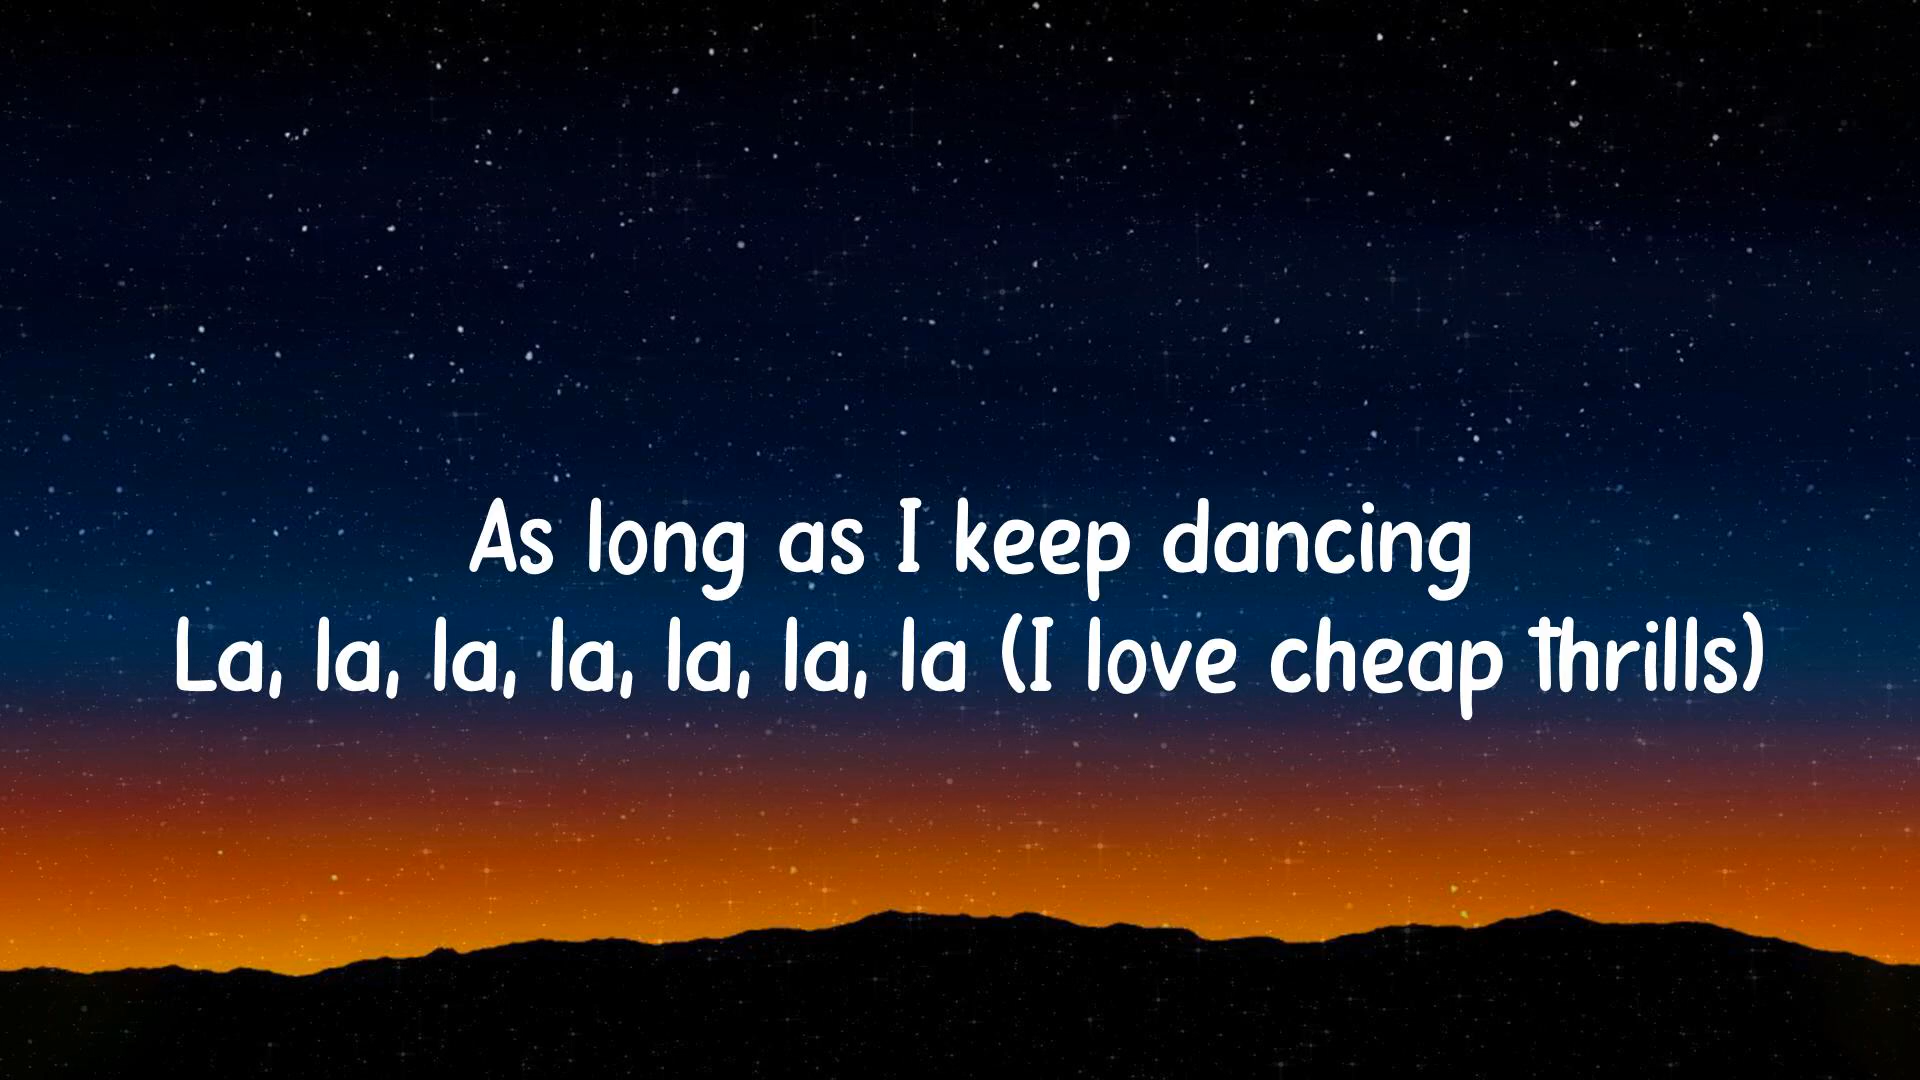 As long as I keep dancing
La, la, la, la, la, la, la (I love cheap thrills)